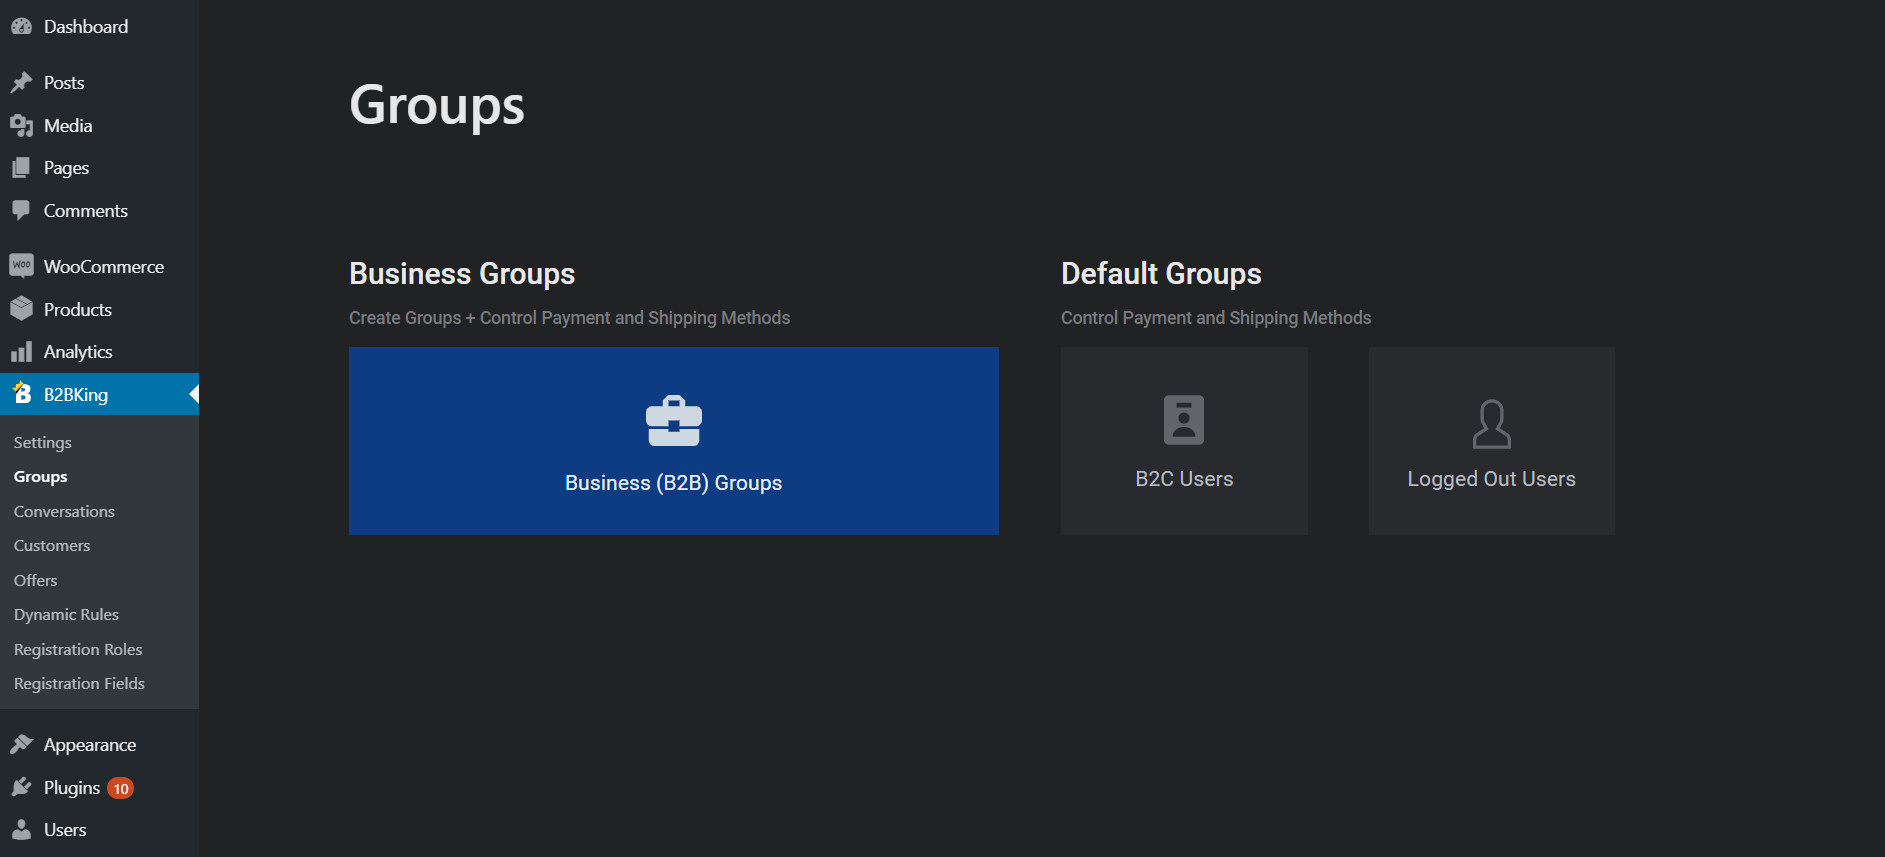 Dashboard
Posts
Media
Pages
Comments
WOO
WooCommerce
Products
Analytics
B
B2BKing
Settings
Groups
Conversations
Customers
Offers
Dynamic Rules
Registration Roles
Registration Fields
Appearance
Plugins 10
Users
Groups
Business Groups
Create Groups + Control Payment and Shipping Methods
Business (B2B) Groups
Default Groups
Control Payment and Shipping Methods
B2C Users
Logged Out Users